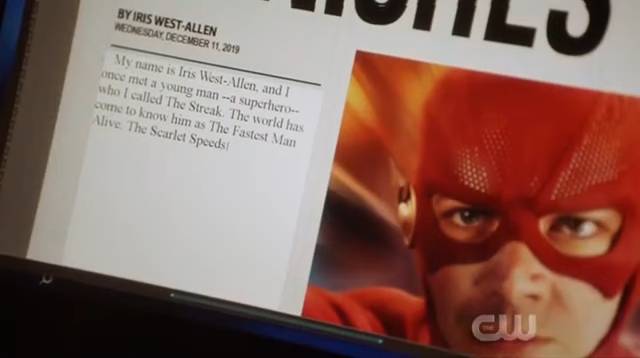 NISHES
BY IRIS WEST-ALLEN
WEDNESDAY, DECEMBER 11, 2019
My name is Iris West-Allen, and I
once met a young man --a superhero--
who I called The Streak. The world has
come to know him as The Fastest Man
Alive. The Scarlet Speeds
CW